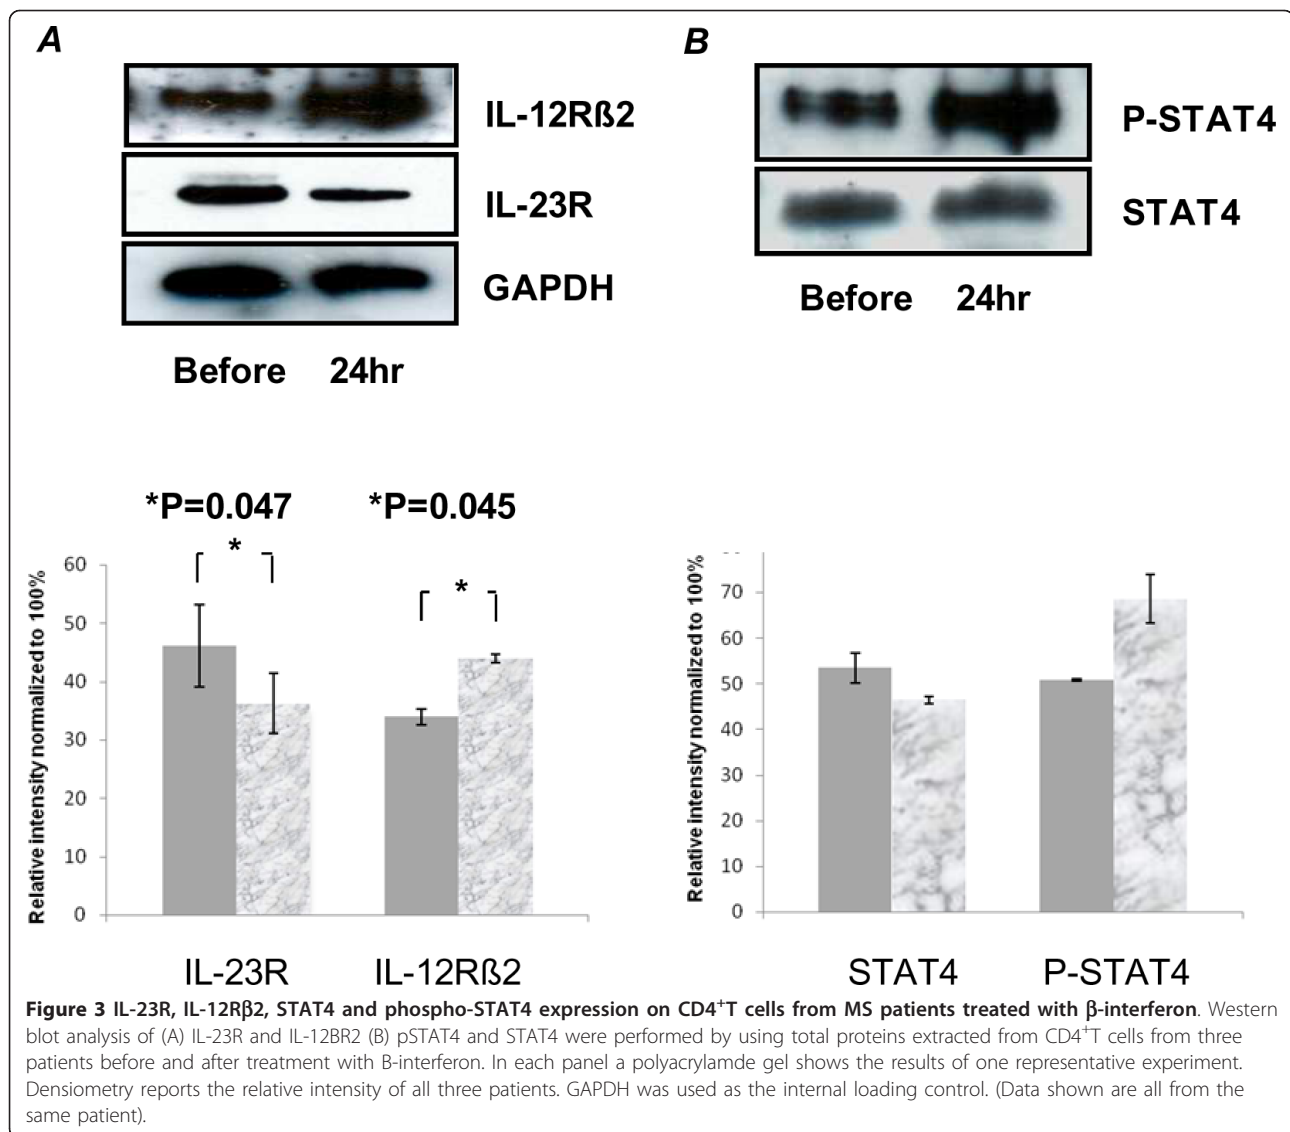 A
IL-12Rß2
IL-23R
GAPDH
Before 24hr
B
P-STAT4
STAT4
Before 24hr
*P=0.047 *P=0.045
*
*
Relative intensity normalized to 100%
60
50
40
30
20
10
0
IL-23R IL-12Rß2
Relative intensity normalized to 100%
70
60
50
40
30
20
10
0
STAT4 P-STAT4
Figure 3 IL-23R, IL-12Rβ2, STAT4 and phospho-STAT4 expression on CD4⁺T cells from MS patients treated with β-interferon. Western
blot analysis of (A) IL-23R and IL-12BR2 (B) pSTAT4 and STAT4 were performed by using total proteins extracted from CD4⁺T cells from three
patients before and after treatment with B-interferon. In each panel a polyacrylamde gel shows the results of one representative experiment.
Densiometry reports the relative intensity of all three patients. GAPDH was used as the internal loading control. (Data shown are all from the
same patient).